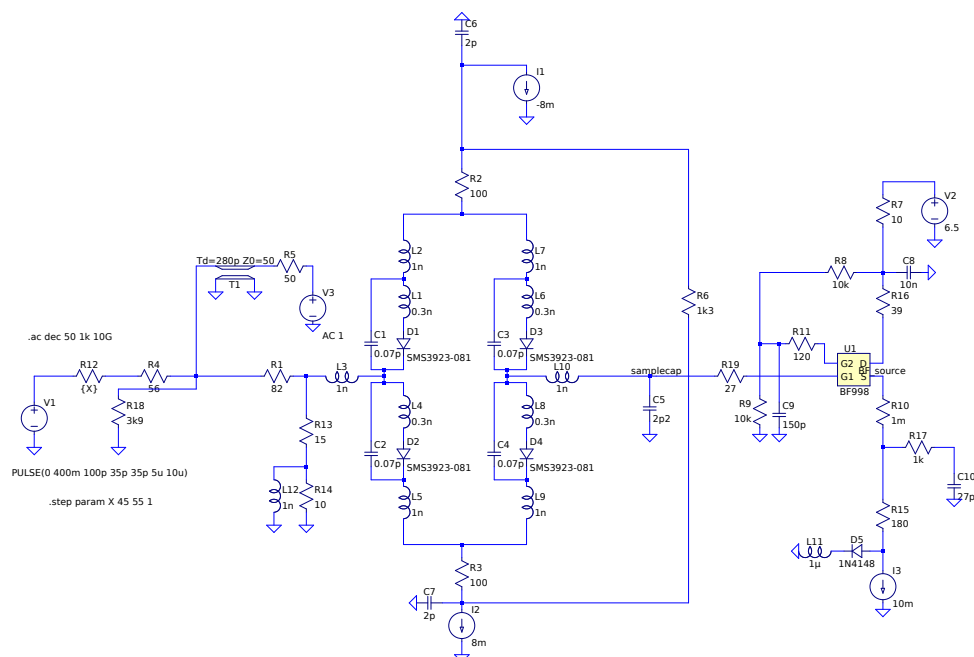 C6
2p
I1
-8m
R2
100
R7
10
V2
6.5
L2
1n
L7
1n
Td=280p Z0=50
R5
50
T1
V3
AC 1
R8
10k
C8
10n
L1
0.3n
L6
0.3n
R6
1k3
R16
39
.ac dec 50 1k 10G
C1
0.07p
D1
SMS3923-081
C3
0.07p
D3
SMS3923-081
R11
120
U1
G2 D
G1 S
BF_source
BF998
R12
{X}
R4
56
R1
82
L3
1n
L10
1n
samplecap
R19
27
V1
R18
3k9
R13
15
L4
0.3n
L8
0.3n
C5
2p2
R9
10k
C9
150p
R10
1m
C2
0.07p
D2
SMS3923-081
C4
0.07p
D4
SMS3923-081
R17
1k
PULSE(0 400m 100p 35p 35p 5u 10u)
L12
1n
R14
10
L5
1n
L9
1n
C10
27p
.step param X 45 55 1
R15
180
L11
1µ
D5
1N4148
R3
100
I3
10m
C7
2p
I2
8m